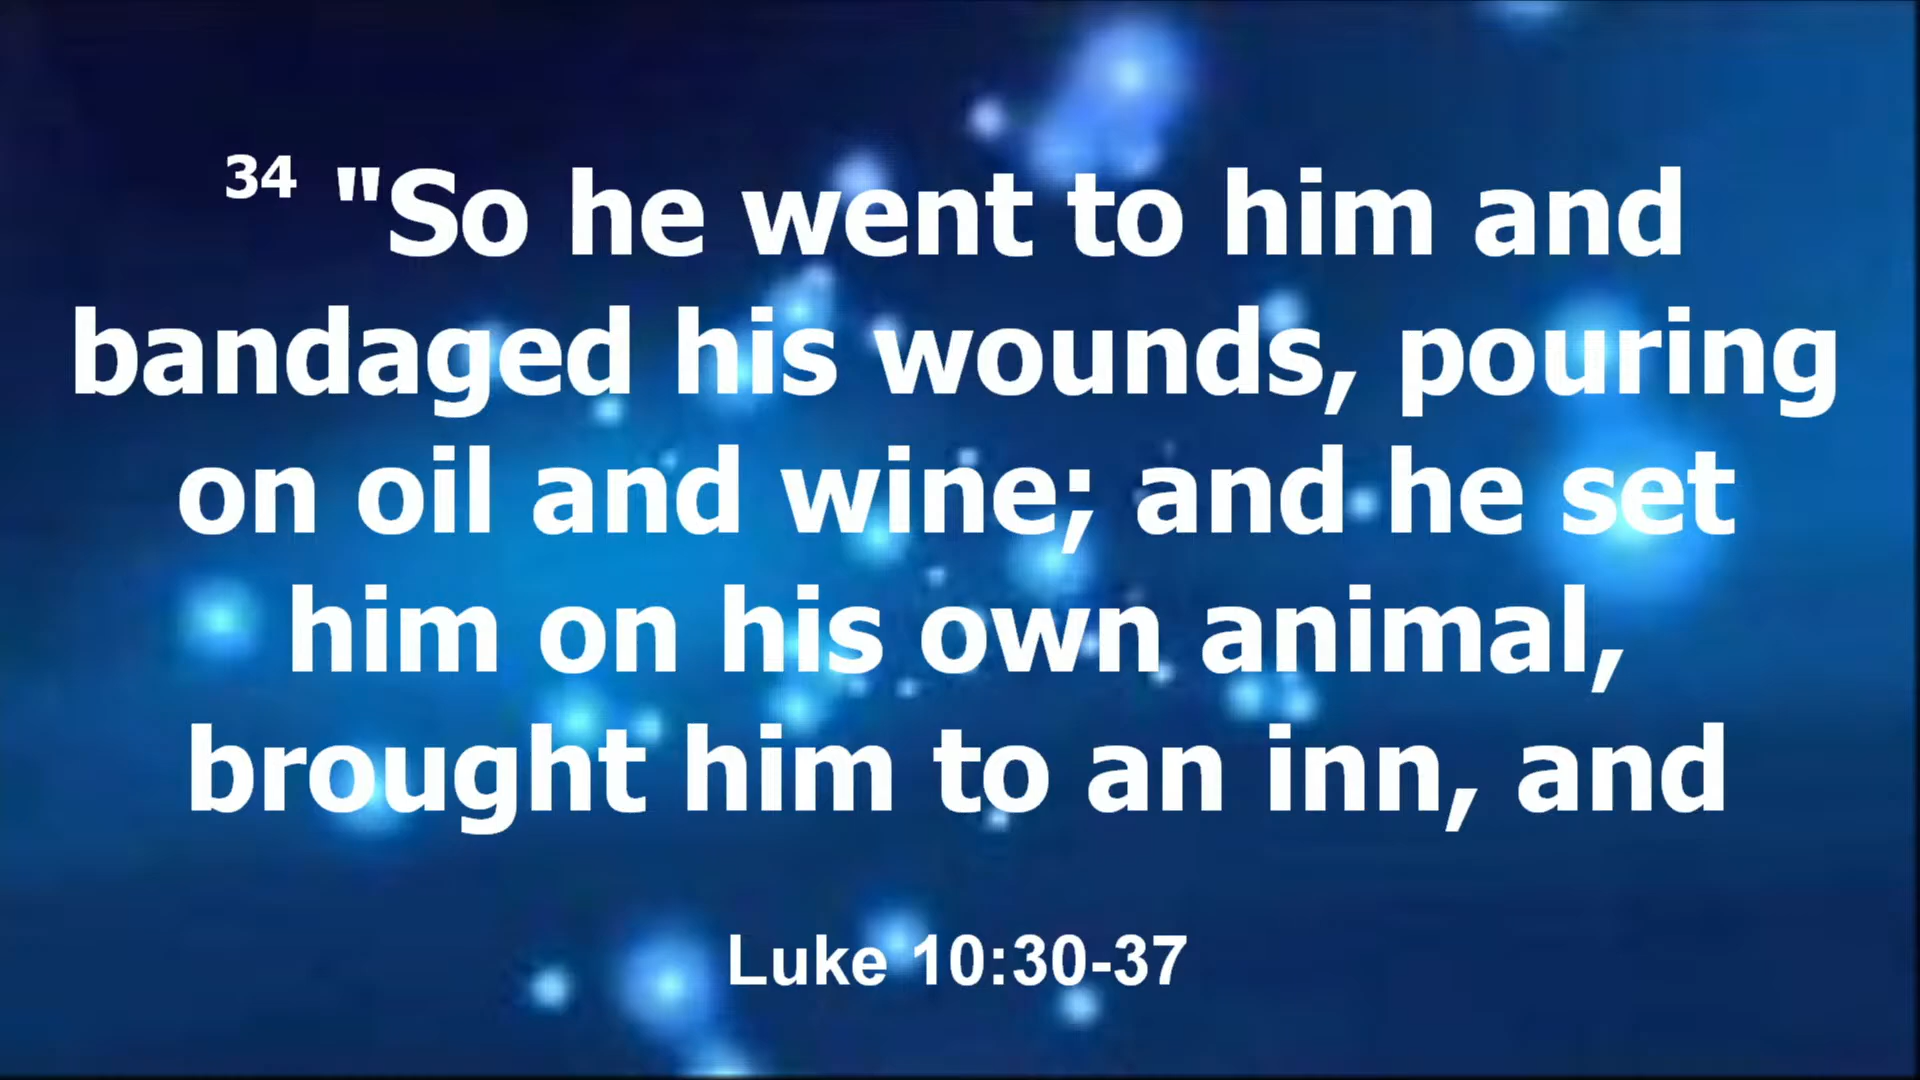 34 "So he went to him and
bandaged his wounds, pouring
on oil and wine; and he set
him on his own animal,
brought him to an inn, and
Luke 10:30-37